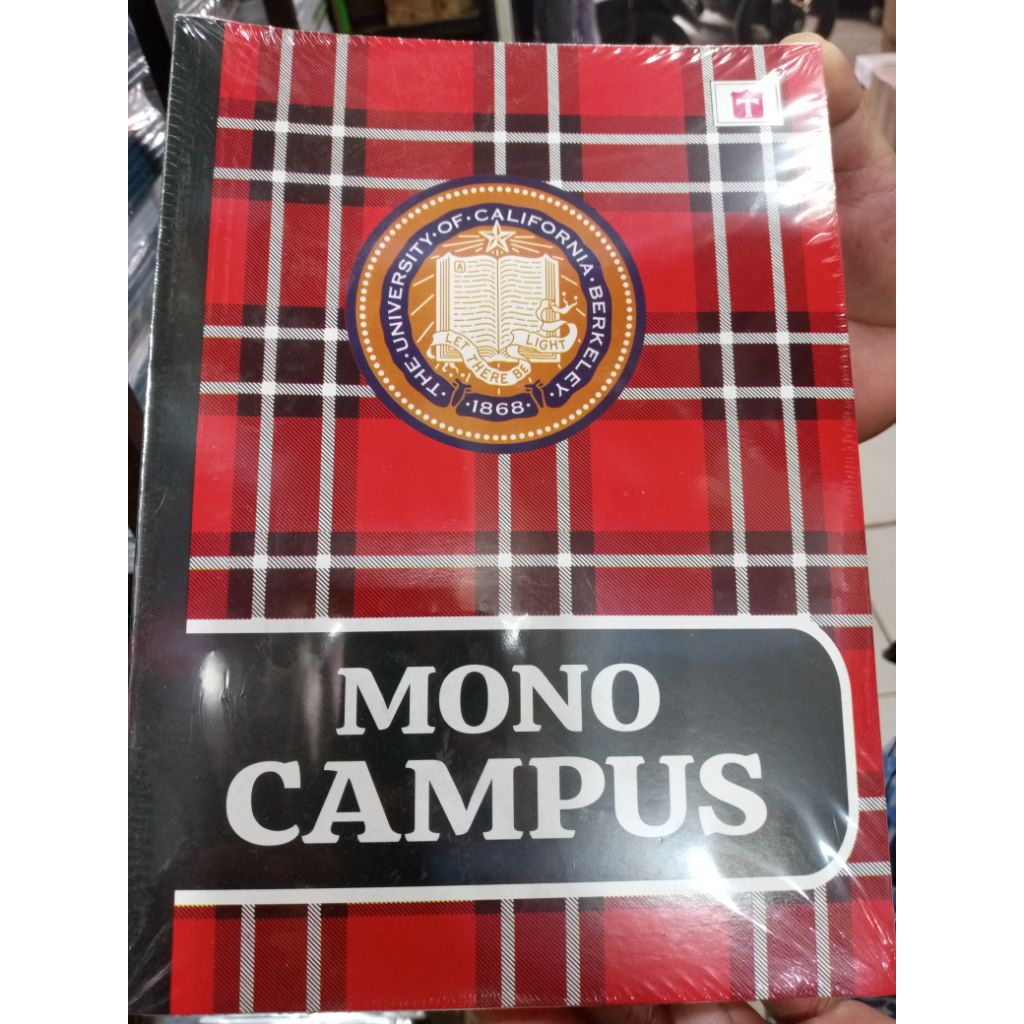 T
THE · UNIVERSITY · OF · CALIFORNIA · BERKELEY ·
A
LET THERE BE LIGHT
· 1868 ·
MONO
CAMPUS